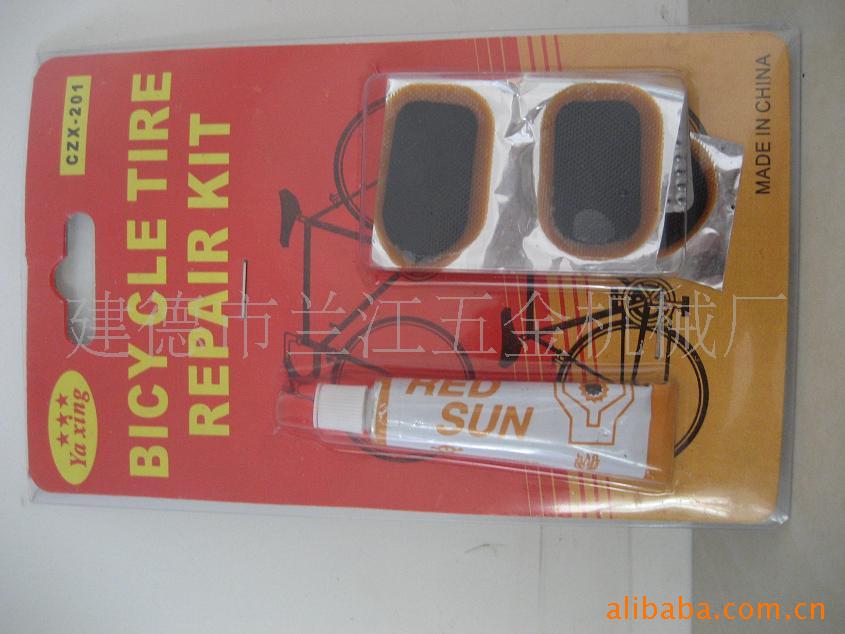 CZX-201
BICYCLE TIRE
REPAIR KIT
Ya xing
MADE IN CHINA
RED
SUN
建德市兰江五金机械厂
alibaba.com.cn